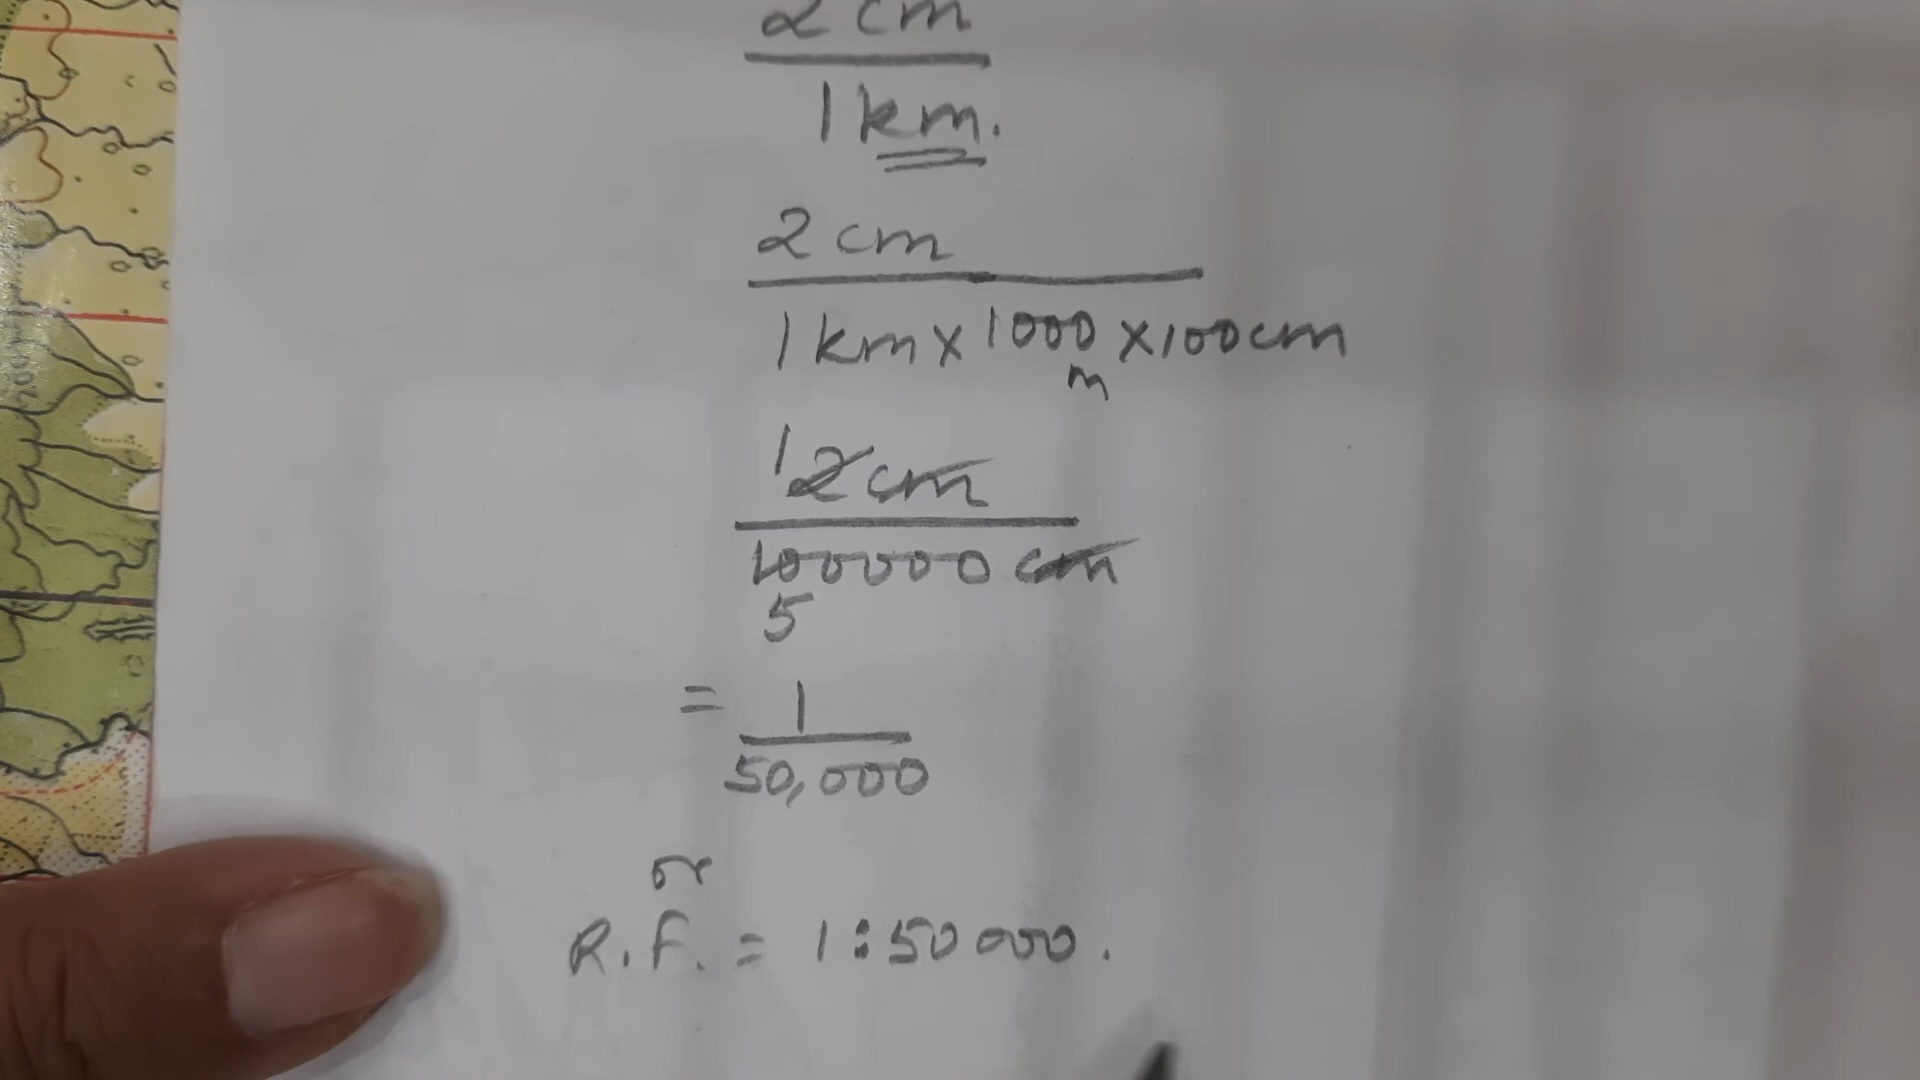 2 cm
1 km.
2 cm
1 km x 1000 m x 100 cm
1 2 cm
100000 cm
5
= 1
50,000
or
R.F. = 1:50000.